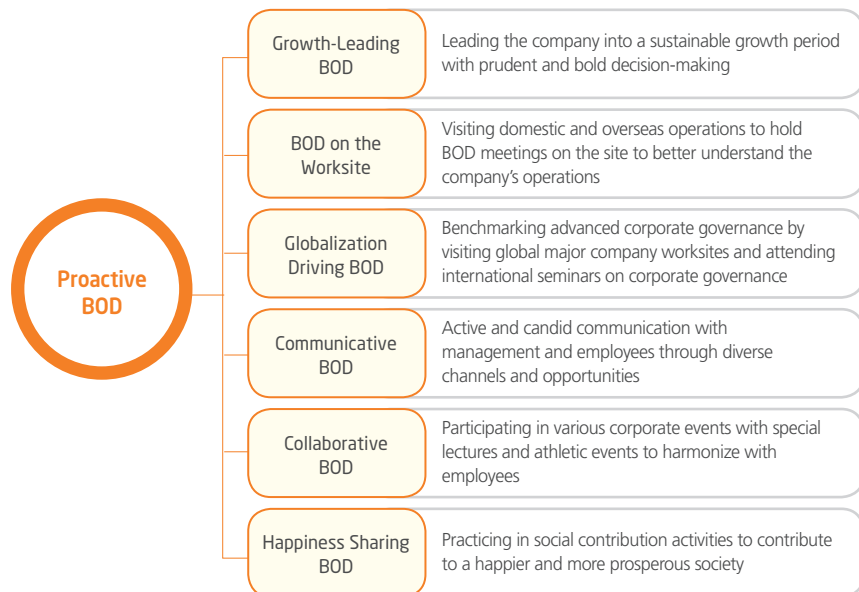 Proactive
BOD
Growth-Leading
BOD
Leading the company into a sustainable growth period
with prudent and bold decision-making
BOD on the
Worksite
Visiting domestic and overseas operations to hold
BOD meetings on the site to better understand the
company's operations
Globalization
Driving BOD
Benchmarking advanced corporate governance by
visiting global major company worksites and attending
international seminars on corporate governance
Communicative
BOD
Active and candid communication with
management and employees through diverse
channels and opportunities
Collaborative
BOD
Participating in various corporate events with special
lectures and athletic events to harmonize with
employees
Happiness Sharing
BOD
Practicing in social contribution activities to contribute
to a happier and more prosperous society